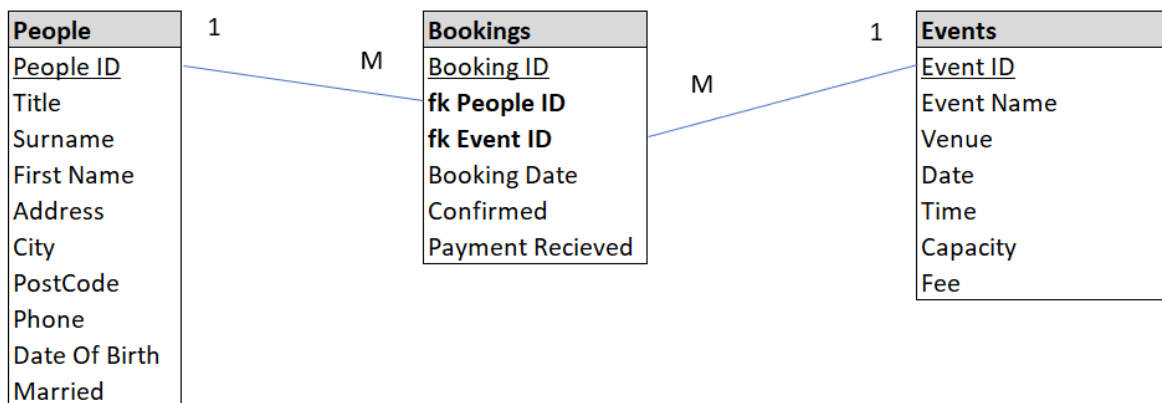 People
People ID
Title
Surname
First Name
Address
City
PostCode
Phone
Date Of Birth
Married
1
M
Bookings
Booking ID
fk People ID
fk Event ID
Booking Date
Confirmed
Payment Recieved
M
1
Events
Event ID
Event Name
Venue
Date
Time
Capacity
Fee